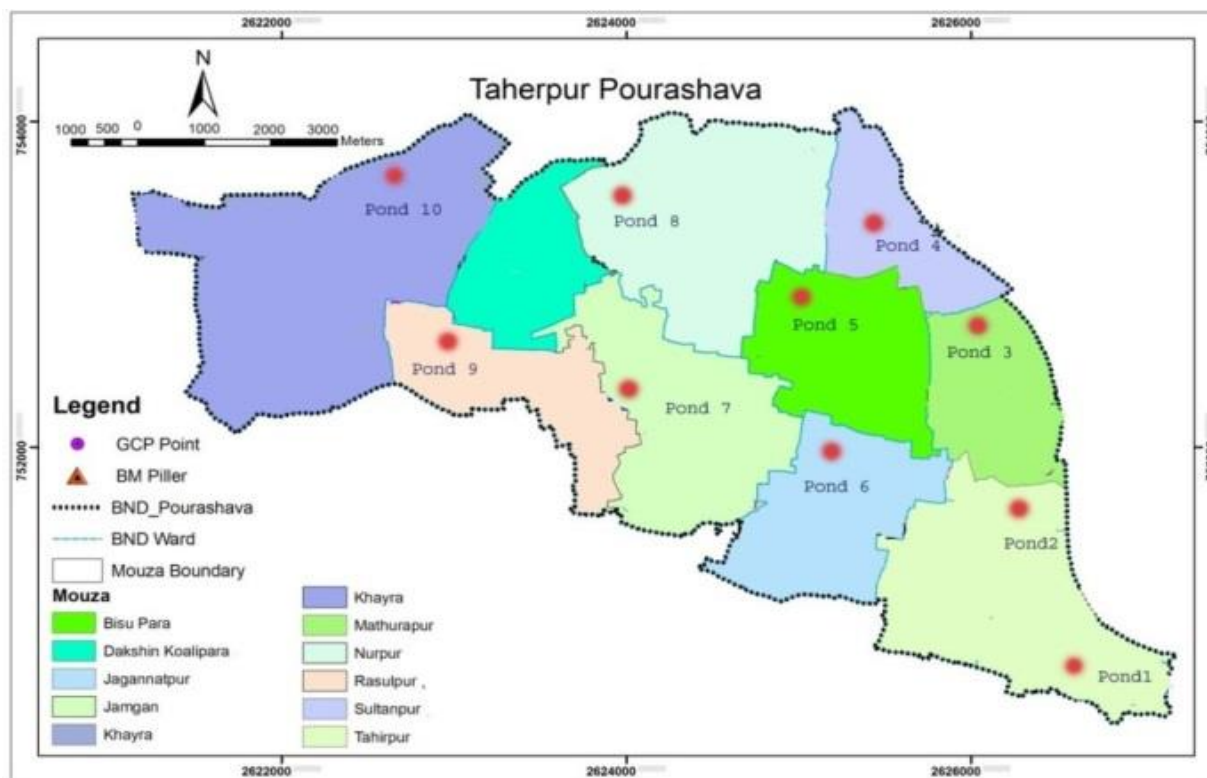 2622000 2624000 2626000
Taherpur Pourashava
N
754000
1000 500 0 1000 2000 3000
Meters
Pond 10
Pond 8
Pond 4
Pond 5
Pond 3
Pond 9
Pond 7
Pond 6
Pond2
Pond1
752000
Legend
GCP Point
BM Piller
BND_Pourashava
BND Ward
Mouza Boundary
Mouza
Bisu Para
Dakshin Koalipara
Jagannatpur
Jamgan
Khayra
Khayra
Mathurapur
Nurpur
Rasulpur
Sultanpur
Tahirpur
2622000 2624000 2626000